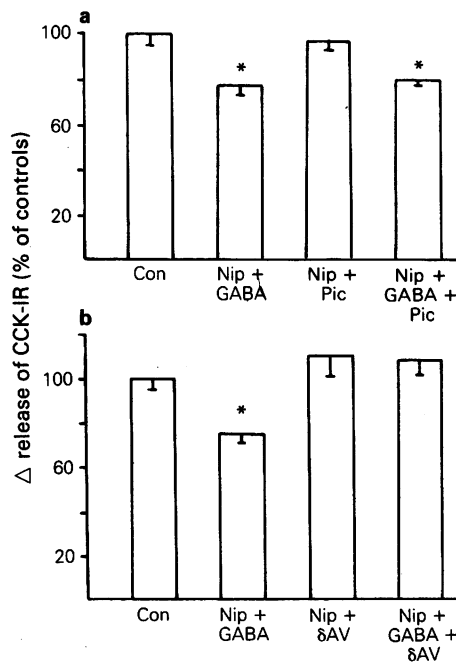 a
100
60
20
Con
Nip +
GABA
Nip +
Pic
Nip +
GABA +
Pic
*
*
Δ release of CCK-IR (% of controls)
b
100
60
20
Con
Nip +
GABA
Nip +
δAV
Nip +
GABA +
δAV
*